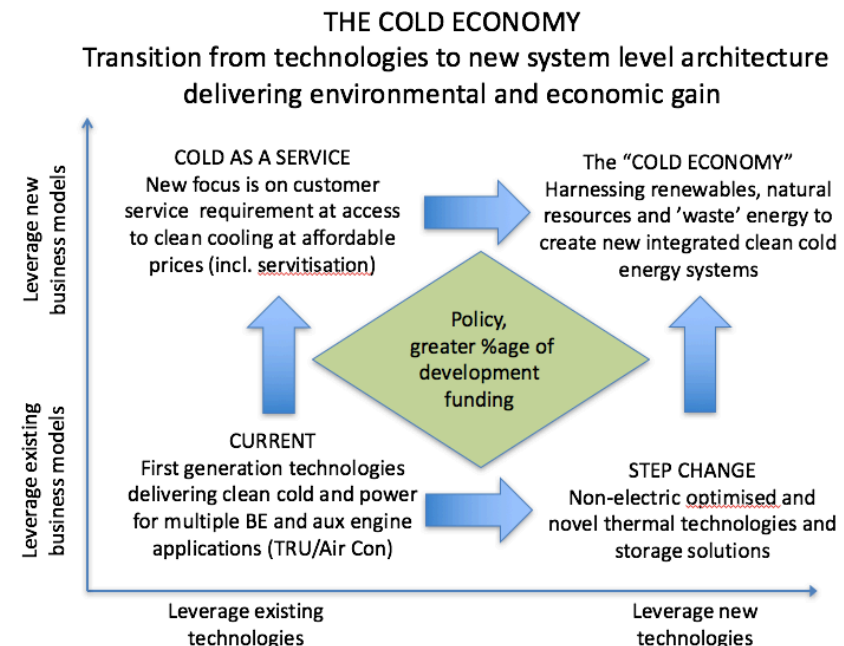 THE COLD ECONOMY
Transition from technologies to new system level architecture
delivering environmental and economic gain
Leverage new
business models
COLD AS A SERVICE
New focus is on customer
service requirement at access
to clean cooling at affordable
prices (incl. servitisation)
The “COLD ECONOMY”
Harnessing renewables, natural
resources and ’waste’ energy to
create new integrated clean cold
energy systems
Policy,
greater %age of
development
funding
Leverage existing
business models
CURRENT
First generation technologies
delivering clean cold and power
for multiple BE and aux engine
applications (TRU/Air Con)
STEP CHANGE
Non-electric optimised and
novel thermal technologies and
storage solutions
Leverage existing
technologies
Leverage new
technologies